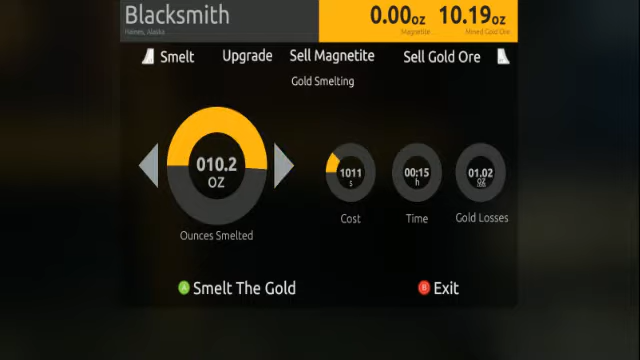 Blacksmith
Haines, Alaska
0.00oz 10.19oz
Magnetite Mined Gold Ore
Smelt Upgrade Sell Magnetite Sell Gold Ore
Gold Smelting
010.2
OZ
1011
s
00:15
h
01.02
OZ
Ounces Smelted
Cost
Time
Gold Losses
A Smelt The Gold
B Exit